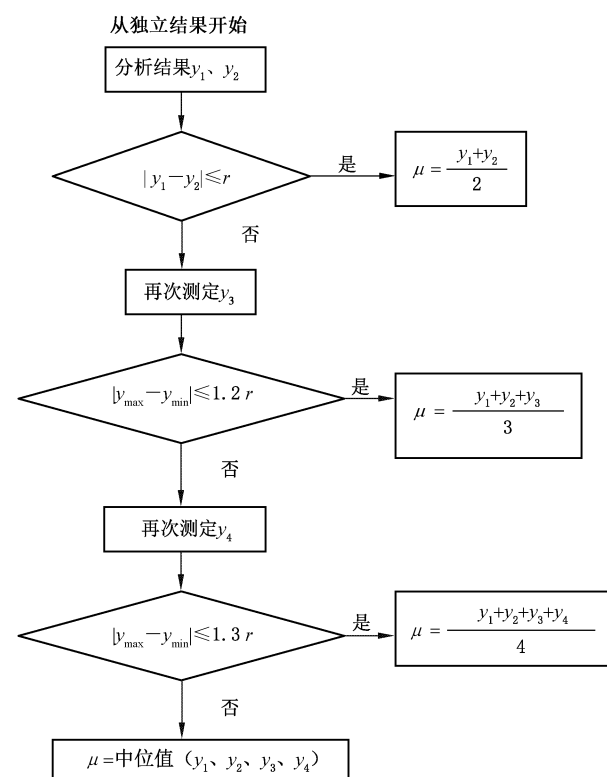 从独立结果开始
分析结果y₁、y₂
|y₁−y₂|≤r
是
μ = (y₁+y₂)/2
否
再次测定y₃
|yₘₐₓ−yₘᵢₙ|≤1.2 r
是
μ = (y₁+y₂+y₃)/3
否
再次测定y₄
|yₘₐₓ−yₘᵢₙ|≤1.3 r
是
μ = (y₁+y₂+y₃+y₄)/4
否
μ=中位值（y₁、y₂、y₃、y₄）